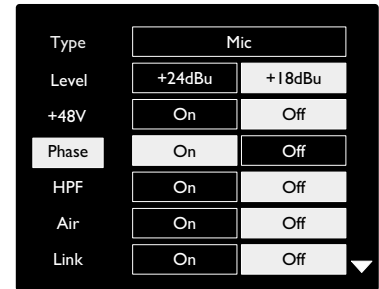 Type Mic
Level +24dBu +18dBu
+48V On Off
Phase On Off
HPF On Off
Air On Off
Link On Off